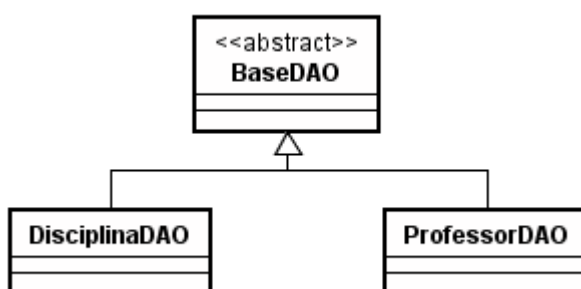 <<abstract>>
BaseDAO
DisciplinaDAO
ProfessorDAO